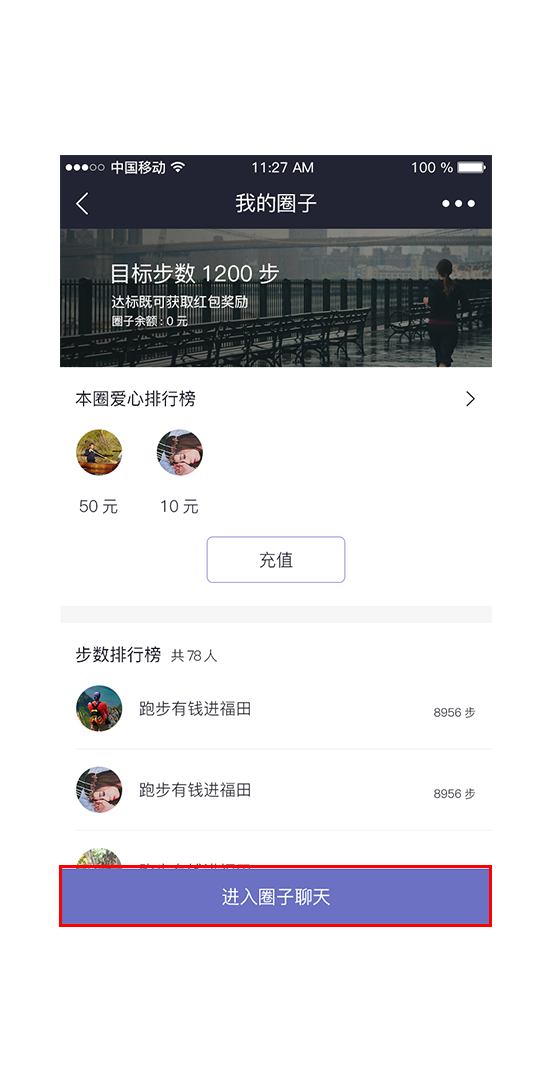 中国移动 11:27 AM 100 %
我的圈子
目标步数 1200 步
达标既可获取红包奖励
圈子余额 : 0 元
本圈爱心排行榜
50 元 10 元
充值
步数排行榜 共 78 人
跑步有钱进福田 8956 步
跑步有钱进福田 8956 步
进入圈子聊天